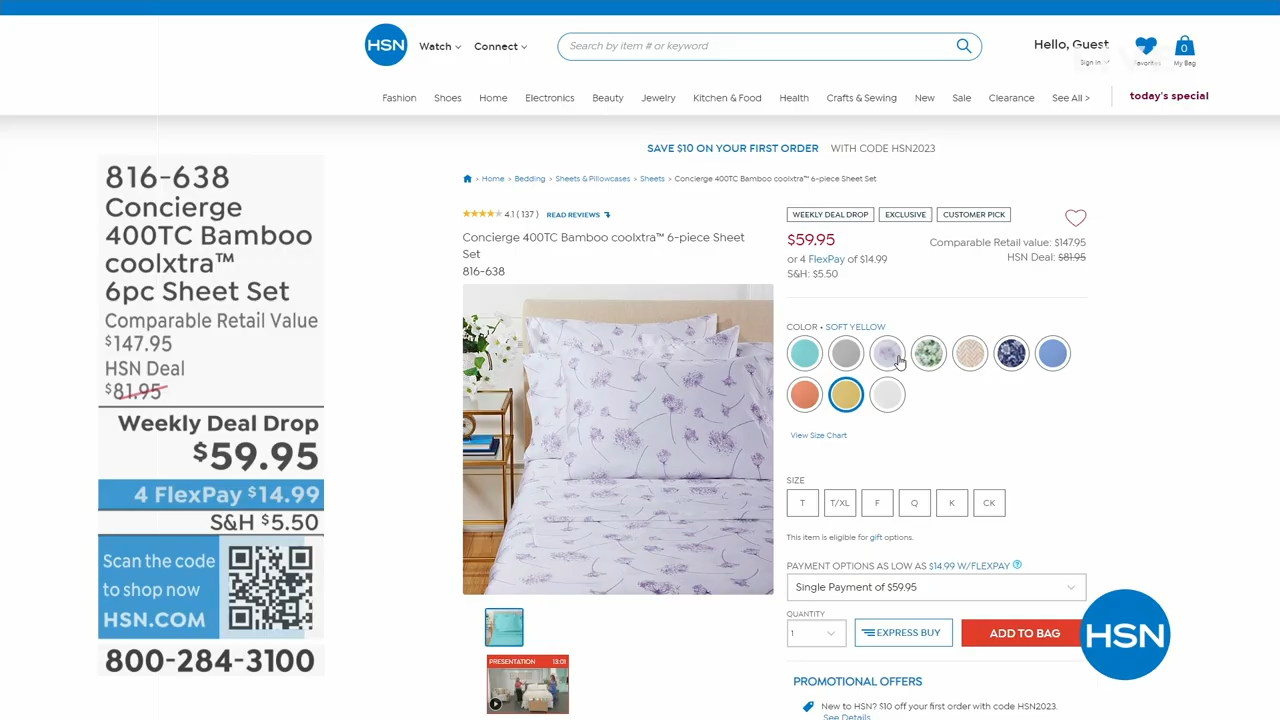 HSN
Watch
Connect
Search by item # or keyword
Hello, Guest
Sign In
Favorites
0
My Bag
Fashion
Shoes
Home
Electronics
Beauty
Jewelry
Kitchen & Food
Health
Crafts & Sewing
New
Sale
Clearance
See All >
today's special
SAVE $10 ON YOUR FIRST ORDER WITH CODE HSN2023
Home > Bedding > Sheets & Pillowcases > Sheets > Concierge 400TC Bamboo coolxtra™ 6-piece Sheet Set
816-638
Concierge
400TC Bamboo
coolxtra™
6pc Sheet Set
Comparable Retail Value
$147.95
HSN Deal
$81.95
Weekly Deal Drop
$59.95
4 FlexPay $14.99
S&H $5.50
Scan the code
to shop now
HSN.COM
800-284-3100
4.1 ( 137 ) READ REVIEWS
Concierge 400TC Bamboo coolxtra™ 6-piece Sheet
Set
816-638
PRESENTATION 13:01
WEEKLY DEAL DROP
EXCLUSIVE
CUSTOMER PICK
$59.95
Comparable Retail value: $147.95
or 4 FlexPay of $14.99
HSN Deal: $81.95
S&H: $5.50
COLOR • SOFT YELLOW
View Size Chart
SIZE
T
T/XL
F
Q
K
CK
This item is eligible for gift options.
PAYMENT OPTIONS AS LOW AS $14.99 W/FLEXPAY
Single Payment of $59.95
QUANTITY
1
EXPRESS BUY
ADD TO BAG
HSN
PROMOTIONAL OFFERS
New to HSN? $10 off your first order with code HSN2023.
See Details